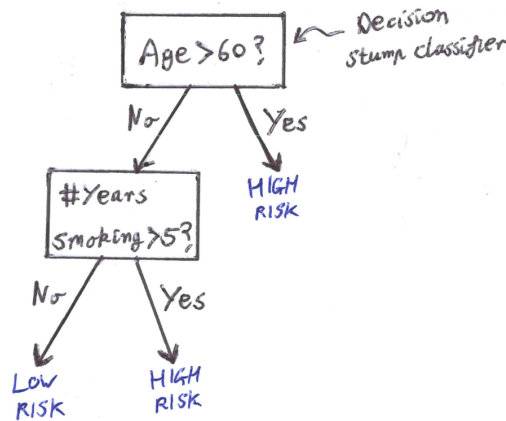 Age >60?
Decision
stump classifier
No
Yes
#Years
smoking >5?
HIGH
RISK
No
Yes
LOW
RISK
HIGH
RISK